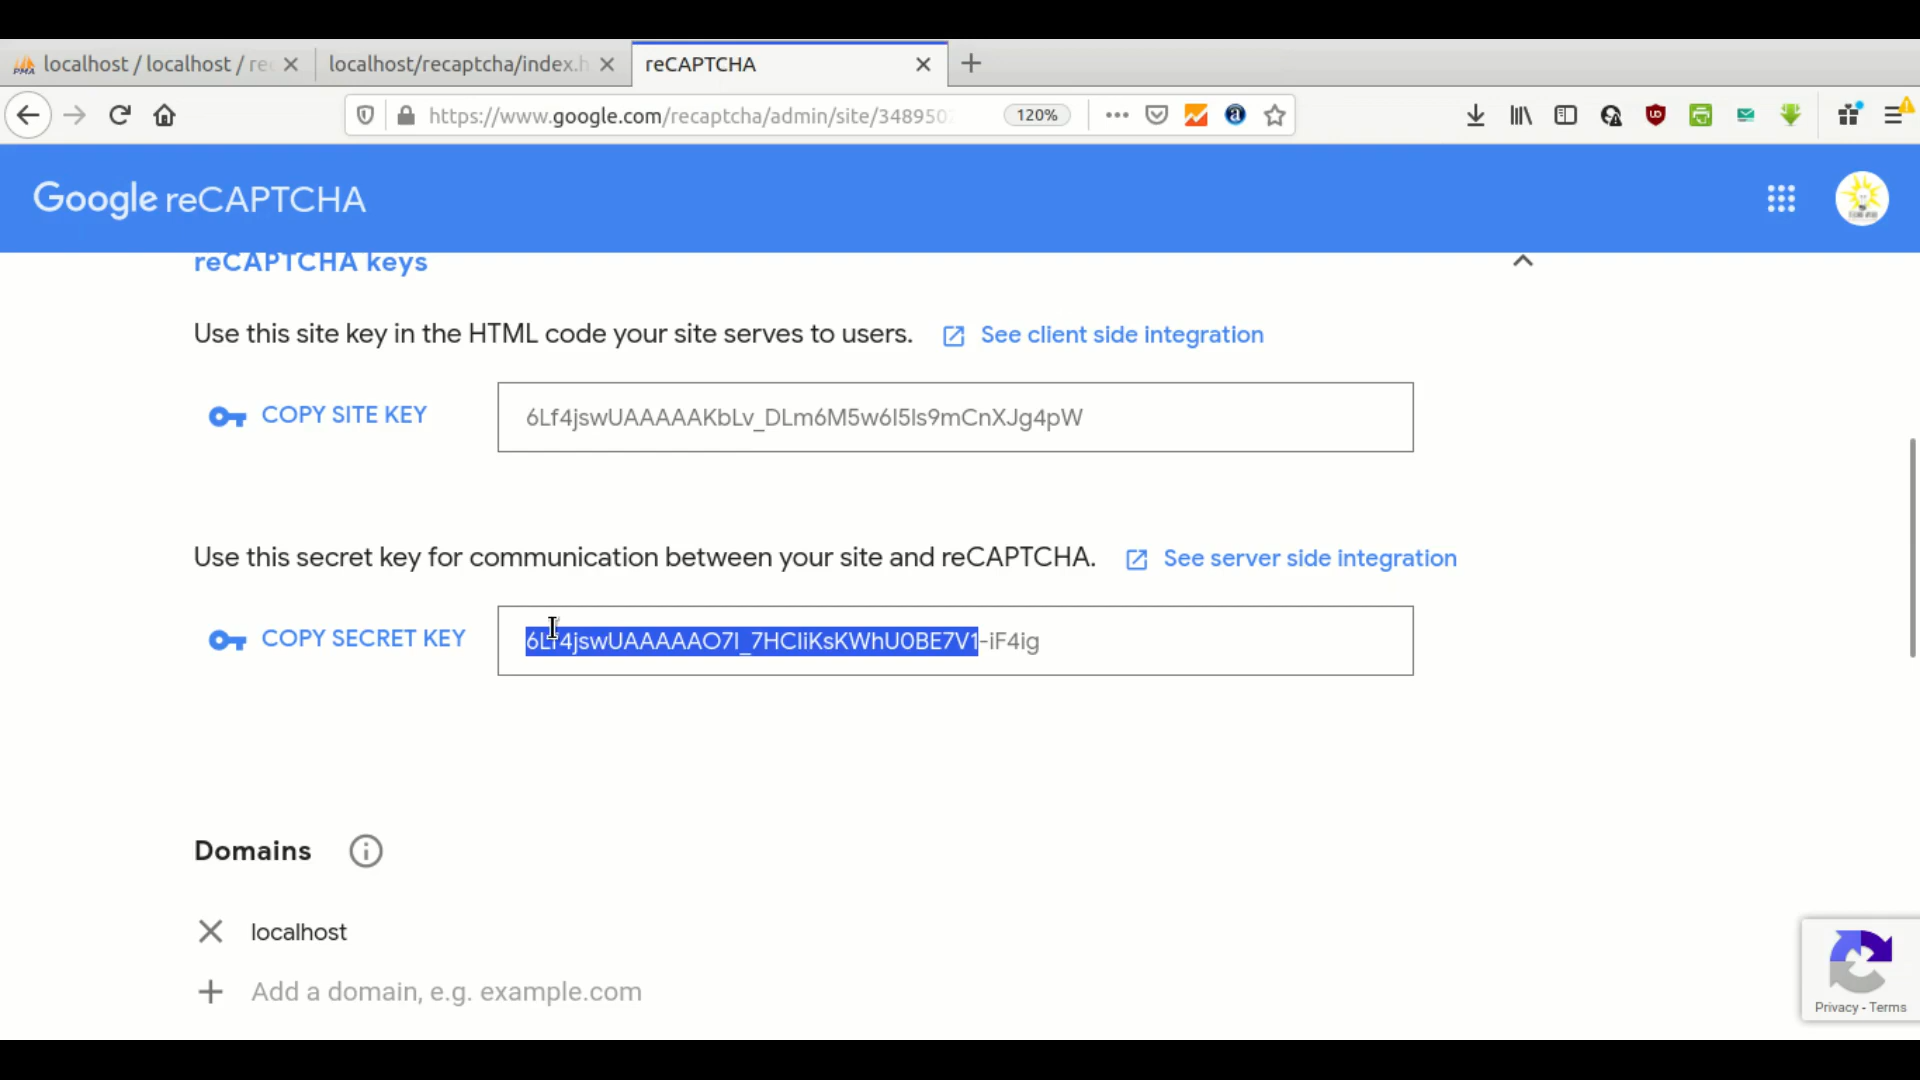 localhost / localhost / re
localhost/recaptcha/index.h
reCAPTCHA
https://www.google.com/recaptcha/admin/site/3489502
120%
Google reCAPTCHA
reCAPTCHA keys
Use this site key in the HTML code your site serves to users.
See client side integration
COPY SITE KEY
6Lf4jswUAAAAAKbLv_DLm6M5w6I5Is9mCnXJg4pW
Use this secret key for communication between your site and reCAPTCHA.
See server side integration
COPY SECRET KEY
6Lf4jswUAAAAAO7I_7HCIiKsKWhU0BE7V1-iF4ig
Domains
localhost
Add a domain, e.g. example.com
Privacy - Terms